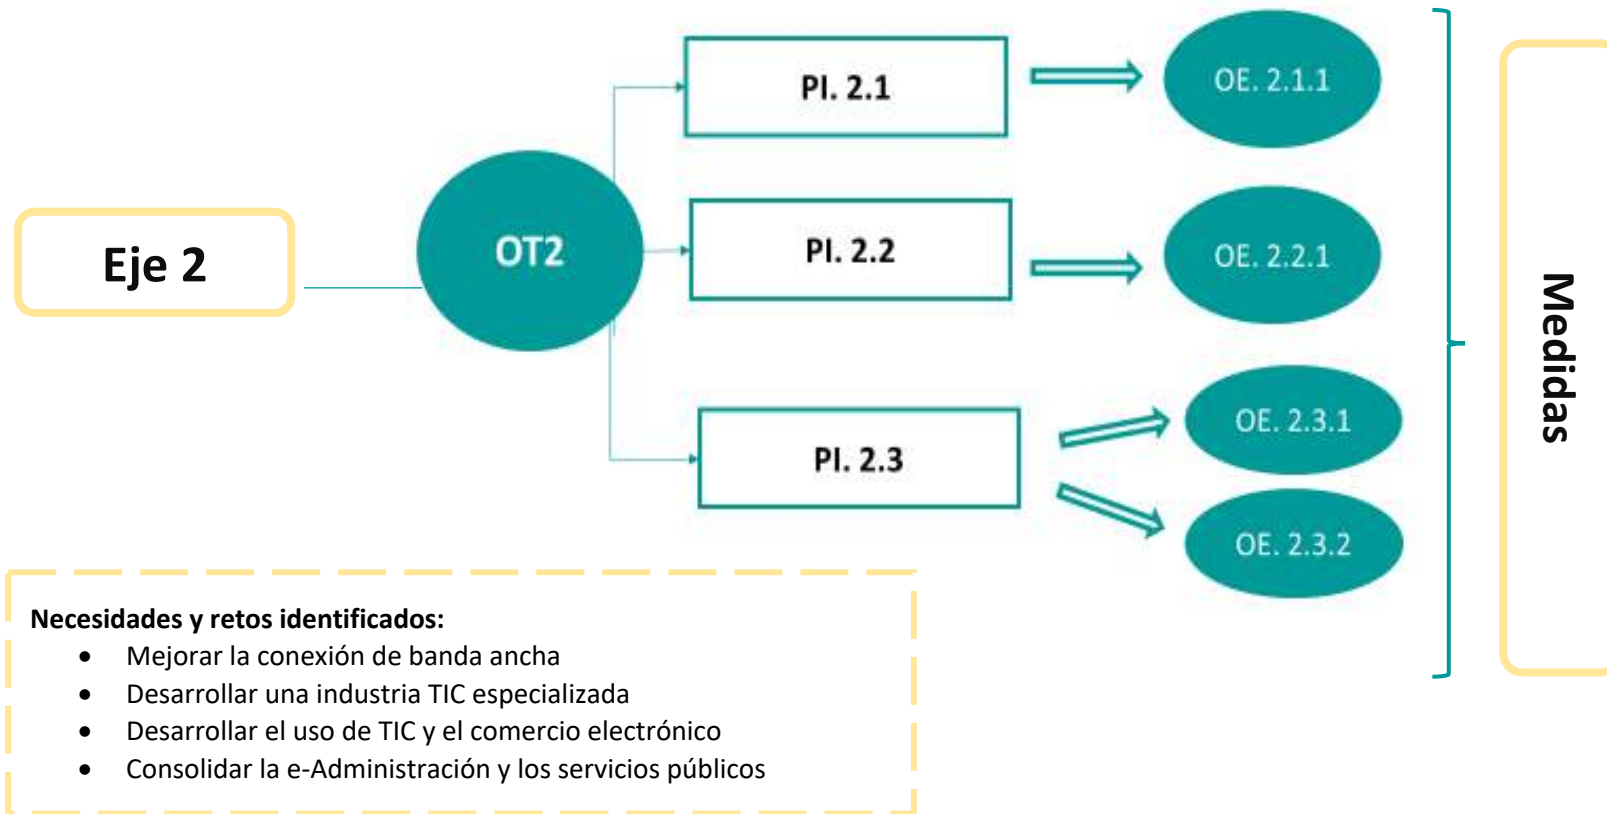 Eje 2
OT2
PI. 2.1
OE. 2.1.1
PI. 2.2
OE. 2.2.1
PI. 2.3
OE. 2.3.1
OE. 2.3.2
Medidas
Necesidades y retos identificados:
• Mejorar la conexión de banda ancha
• Desarrollar una industria TIC especializada
• Desarrollar el uso de TIC y el comercio electrónico
• Consolidar la e-Administración y los servicios públicos